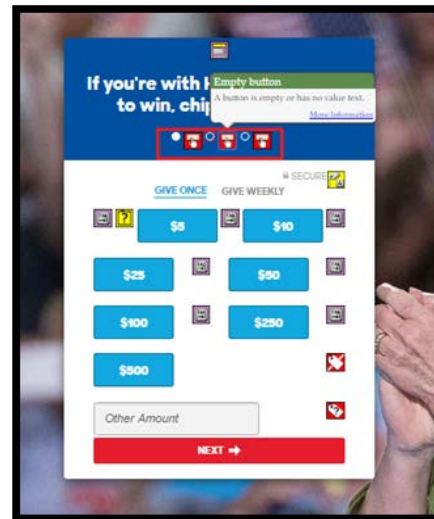 If you're with H
Empty button
A button is empty or has no value text.
More Information
to win, chip
SECURE
GIVE ONCE GIVE WEEKLY
$5 $10
$25 $50
$100 $250
$500
Other Amount
NEXT